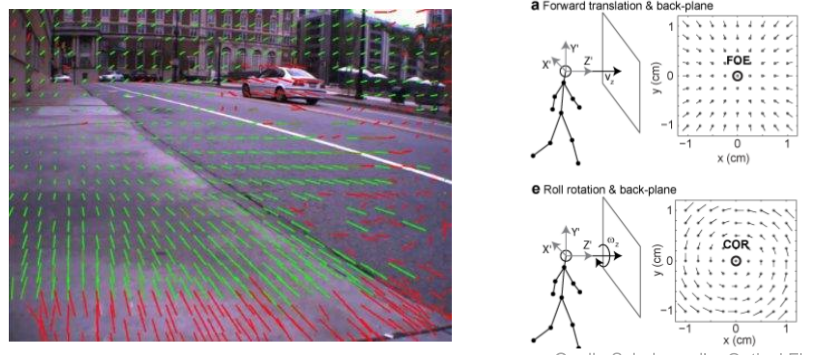 a Forward translation & back-plane
Y'
X'
Z'
vz
y (cm)
1
0
−1
FOE
−1
0
1
x (cm)
e Roll rotation & back-plane
Y'
X'
Z'
ωz
y (cm)
1
0
−1
COR
−1
0
1
x (cm)